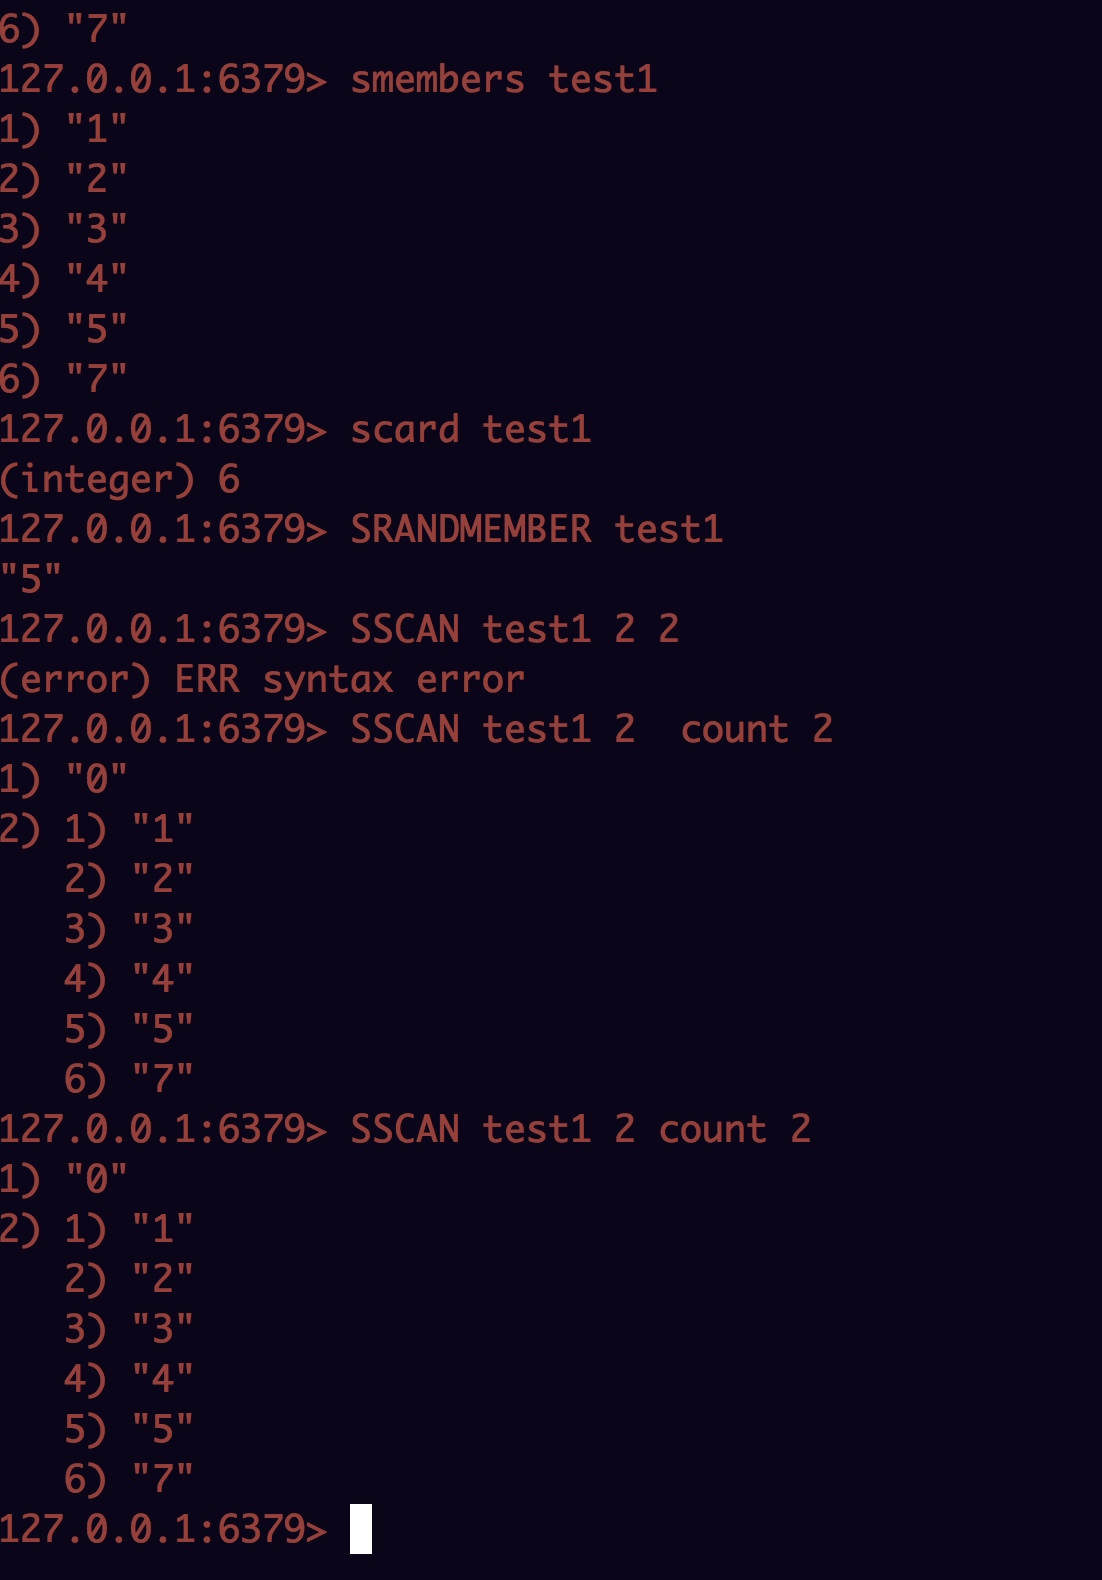 6) "7"
127.0.0.1:6379> smembers test1
1) "1"
2) "2"
3) "3"
4) "4"
5) "5"
6) "7"
127.0.0.1:6379> scard test1
(integer) 6
127.0.0.1:6379> SRANDMEMBER test1
"5"
127.0.0.1:6379> SSCAN test1 2 2
(error) ERR syntax error
127.0.0.1:6379> SSCAN test1 2  count 2
1) "0"
2) 1) "1"
   2) "2"
   3) "3"
   4) "4"
   5) "5"
   6) "7"
127.0.0.1:6379> SSCAN test1 2 count 2
1) "0"
2) 1) "1"
   2) "2"
   3) "3"
   4) "4"
   5) "5"
   6) "7"
127.0.0.1:6379>